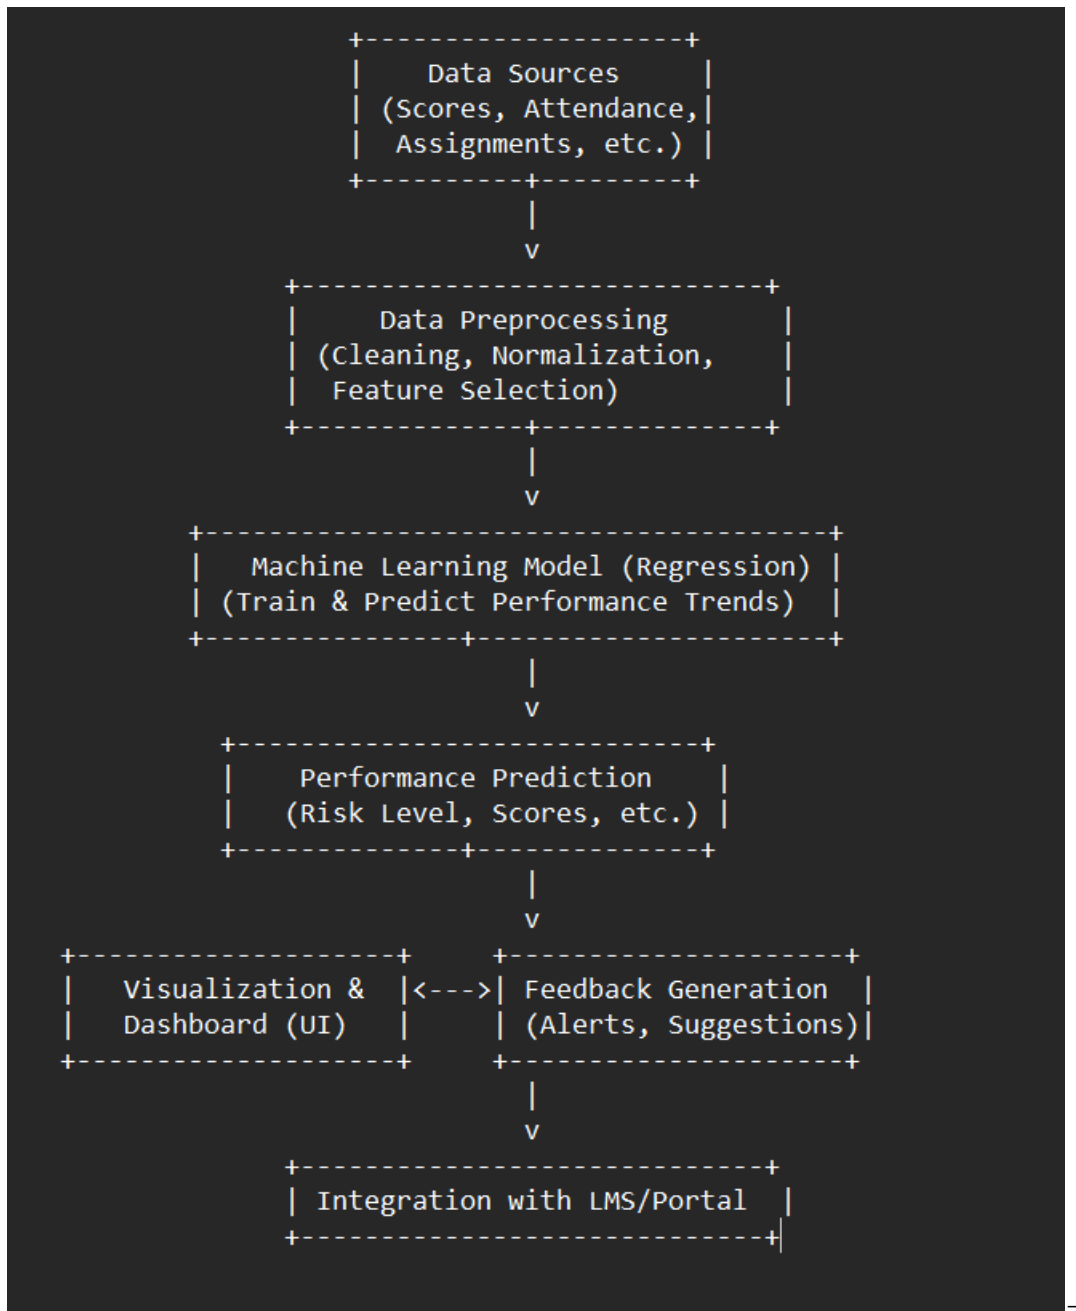 +--------------------+
|    Data Sources     |
| (Scores, Attendance,|
|  Assignments, etc.) |
+----------+---------+
|
v
+-----------------------------+
|     Data Preprocessing       |
| (Cleaning, Normalization,    |
|  Feature Selection)          |
+--------------+--------------+
|
v
+---------------------------------------+
|   Machine Learning Model (Regression) |
| (Train & Predict Performance Trends)  |
+----------------+----------------------+
|
v
+-----------------------------+
|    Performance Prediction    |
|   (Risk Level, Scores, etc.) |
+--------------+--------------+
|
v
+--------------------+     +---------------------+
|   Visualization &  |<--->| Feedback Generation  |
|   Dashboard (UI)   |     | (Alerts, Suggestions)|
+--------------------+     +---------------------+
|
v
+-----------------------------+
| Integration with LMS/Portal  |
+-----------------------------+